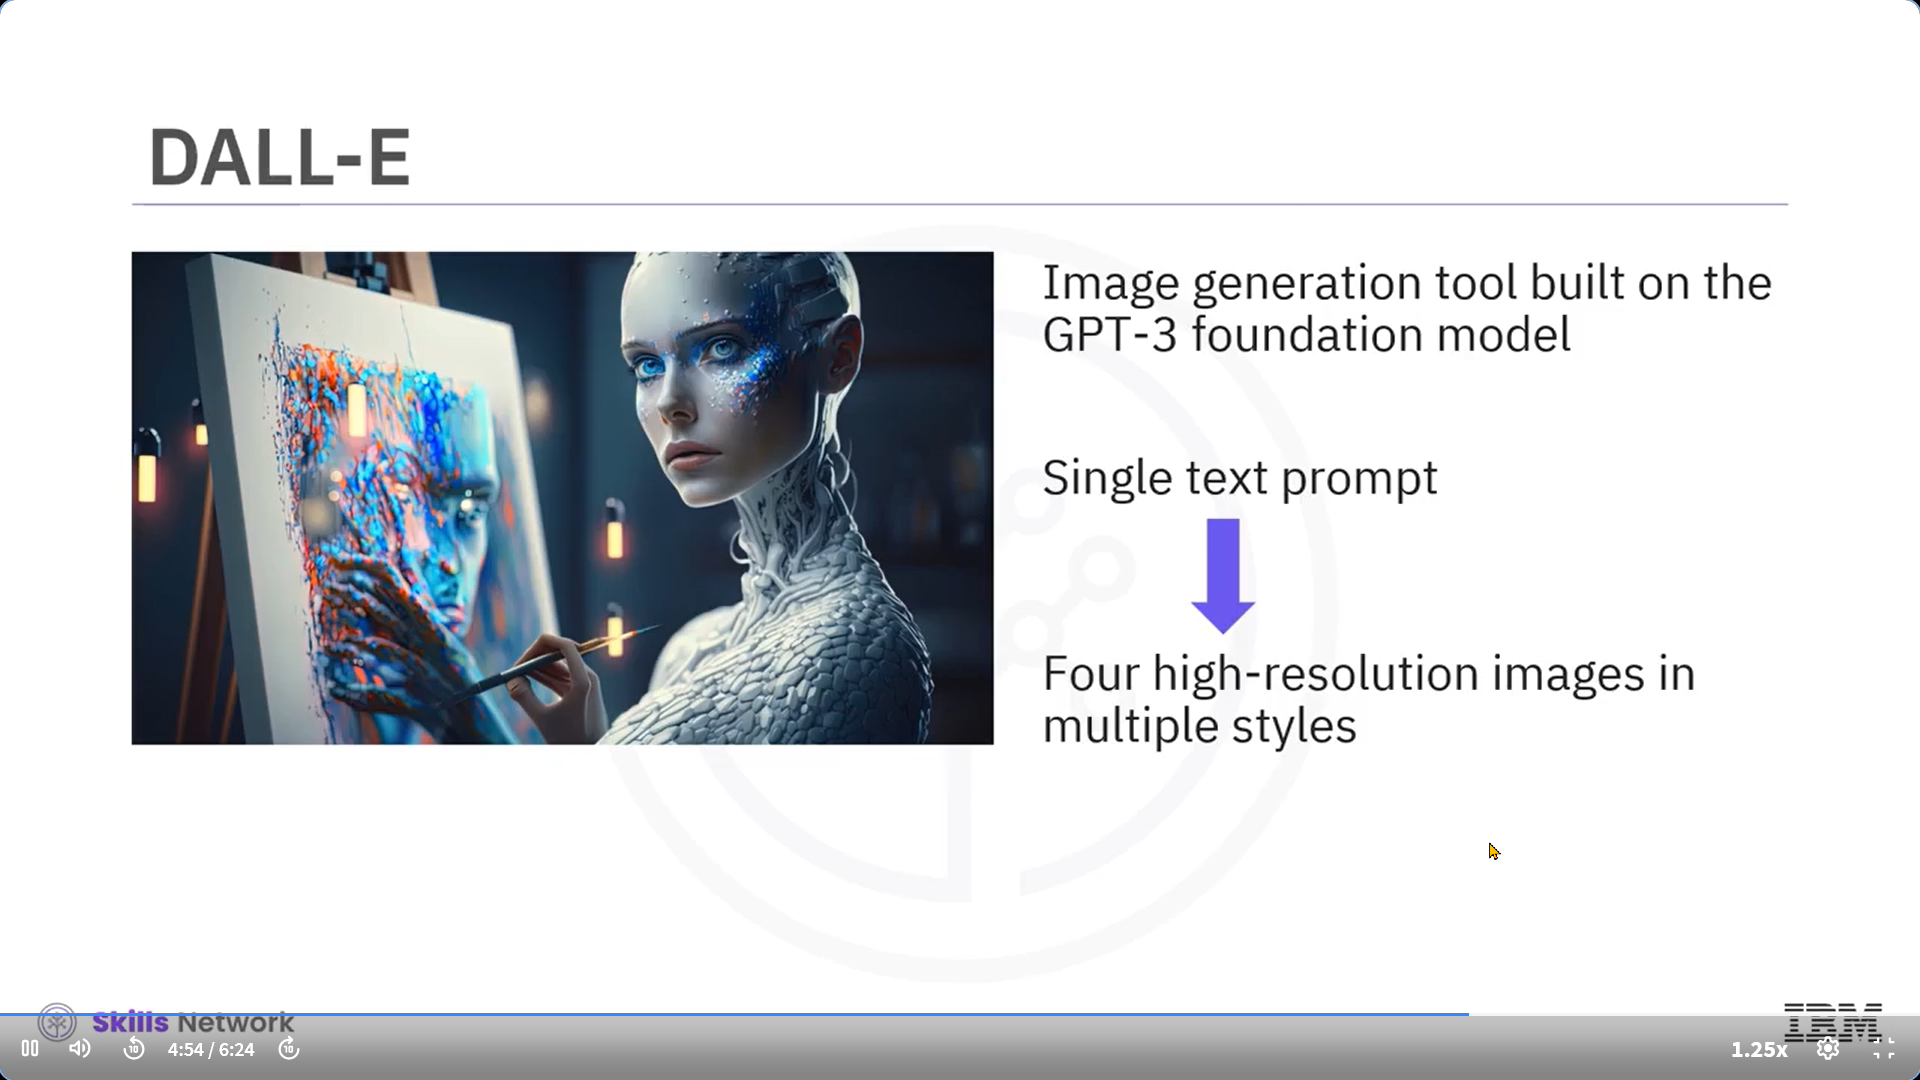 DALL-E
Image generation tool built on the
GPT-3 foundation model
Single text prompt
Four high-resolution images in
multiple styles
Skills Network
IBM
10
4:54 / 6:24
10
1.25x